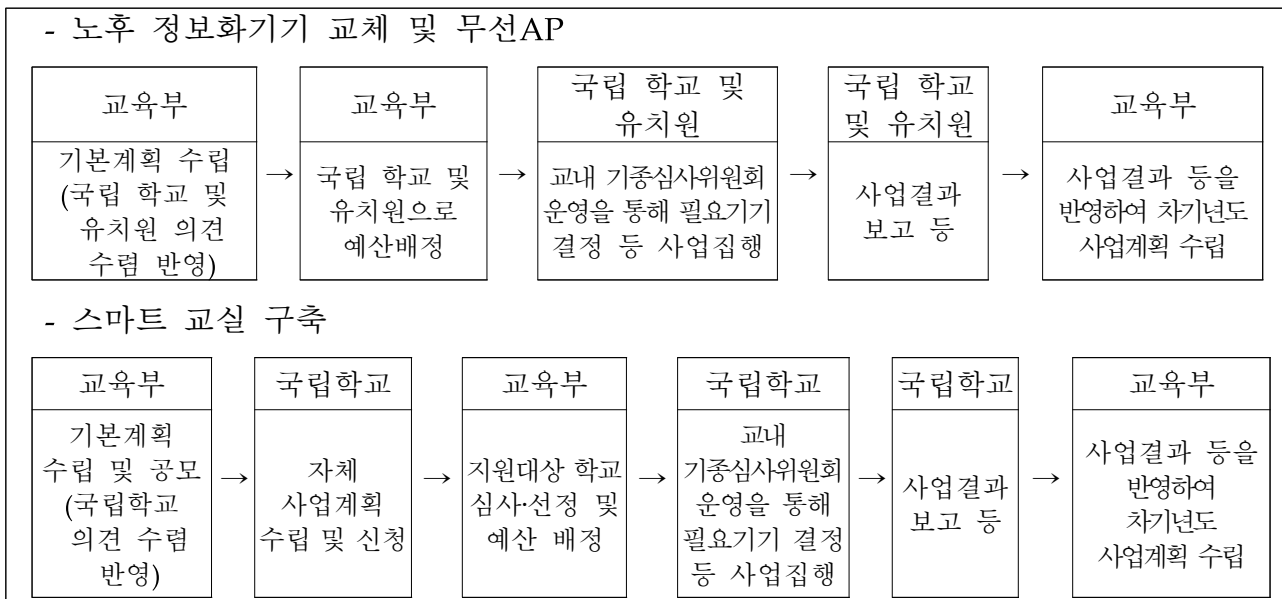 - 노후 정보화기기 교체 및 무선AP
교육부
기본계획 수립
(국립 학교 및
유치원 의견
수렴 반영)
→
교육부
국립 학교 및
유치원으로
예산배정
→
국립 학교 및
유치원
교내 기종심사위원회
운영을 통해 필요기기
결정 등 사업집행
→
국립 학교
및 유치원
사업결과
보고 등
→
교육부
사업결과 등을
반영하여 차기년도
사업계획 수립
- 스마트 교실 구축
교육부
기본계획
수립 및 공모
(국립학교
의견 수렴
반영)
→
국립학교
자체
사업계획
수립 및 신청
→
교육부
지원대상 학교
심사·선정 및
예산 배정
→
국립학교
교내
기종심사위원회
운영을 통해
필요기기 결정
등 사업집행
→
국립학교
사업결과
보고 등
→
교육부
사업결과 등을
반영하여
차기년도
사업계획 수립